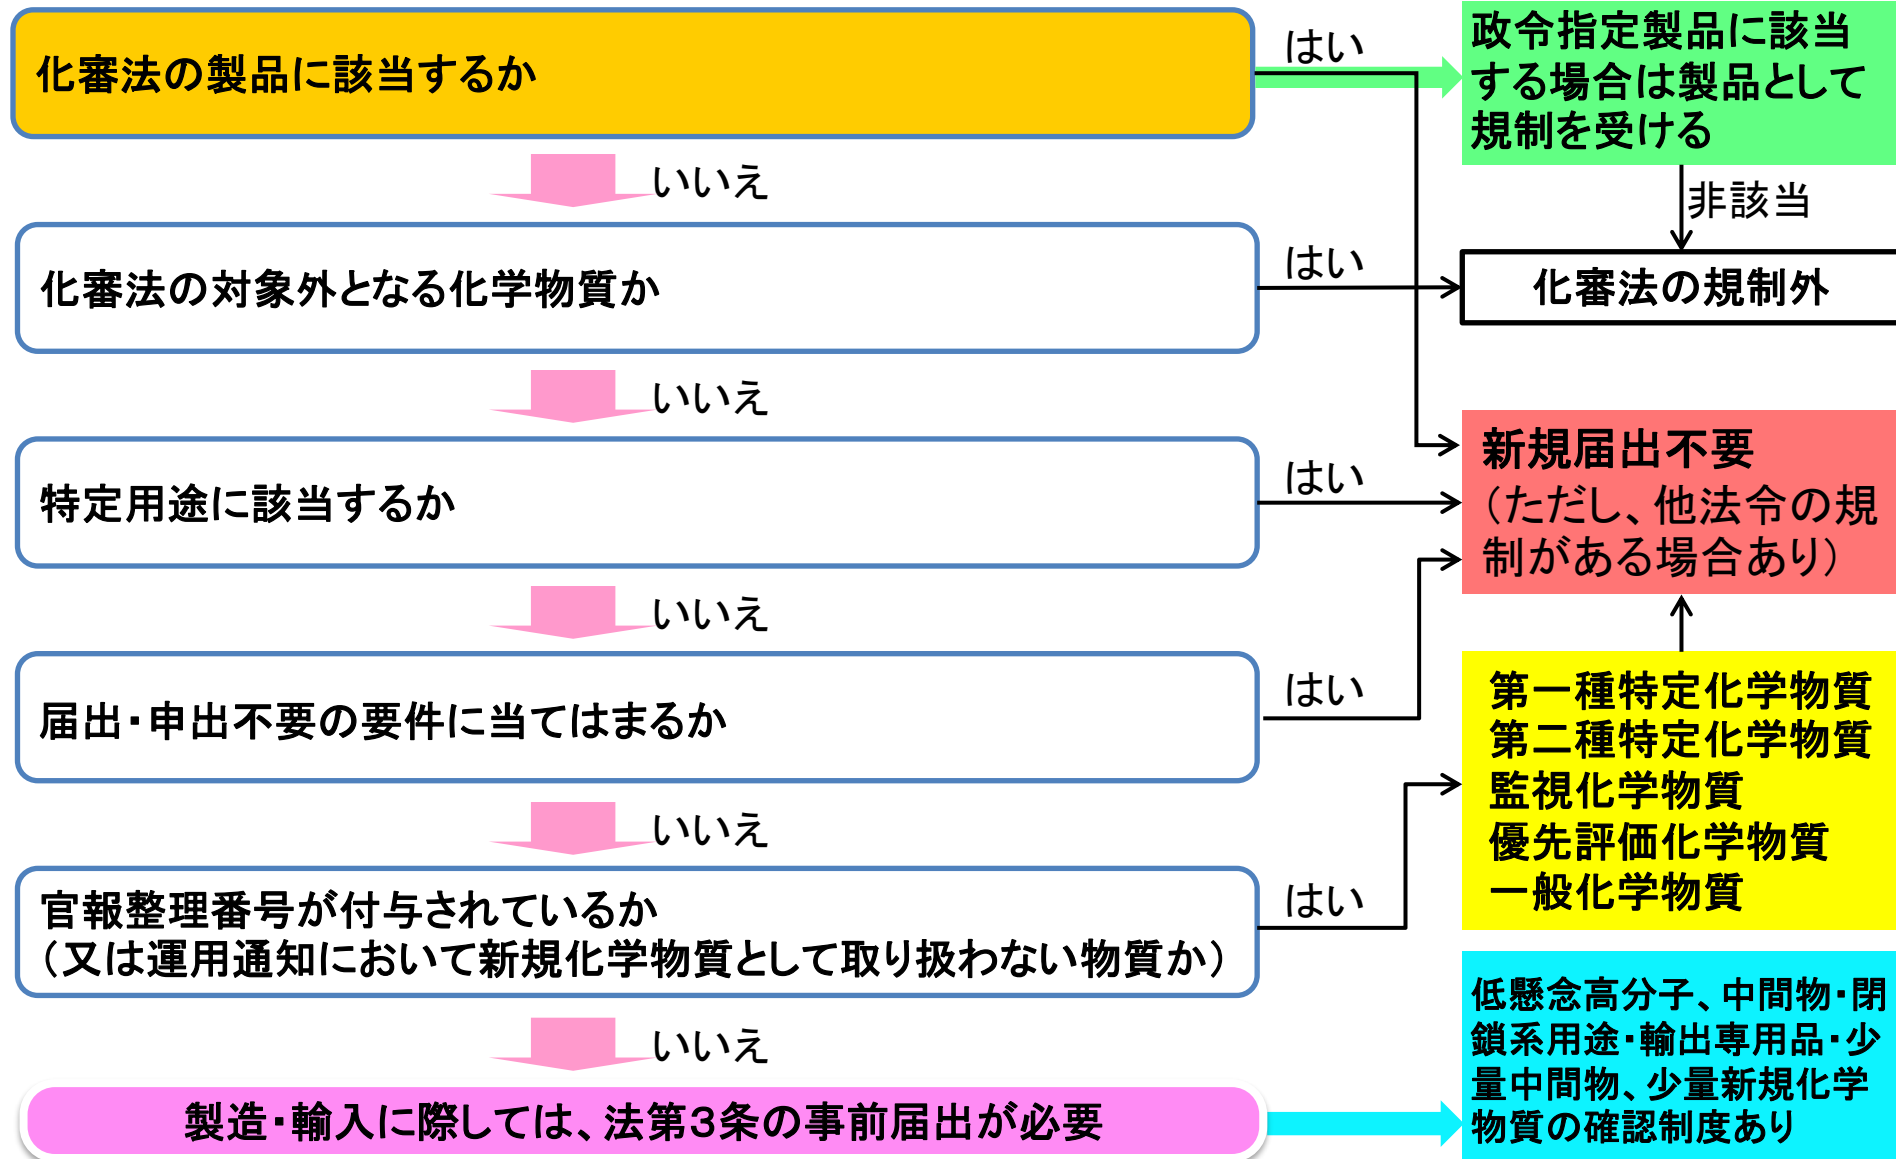 化審法の製品に該当するか
はい
政令指定製品に該当
する場合は製品として
規制を受ける
いいえ
非該当
化審法の対象外となる化学物質か
はい
化審法の規制外
いいえ
特定用途に該当するか
はい
新規届出不要
（ただし、他法令の規
制がある場合あり）
いいえ
届出・申出不要の要件に当てはまるか
はい
第一種特定化学物質
第二種特定化学物質
監視化学物質
優先評価化学物質
一般化学物質
いいえ
官報整理番号が付与されているか
（又は運用通知において新規化学物質として取り扱わない物質か）
はい
いいえ
製造・輸入に際しては、法第３条の事前届出が必要
低懸念高分子、中間物・閉
鎖系用途・輸出専用品・少
量中間物、少量新規化学
物質の確認制度あり